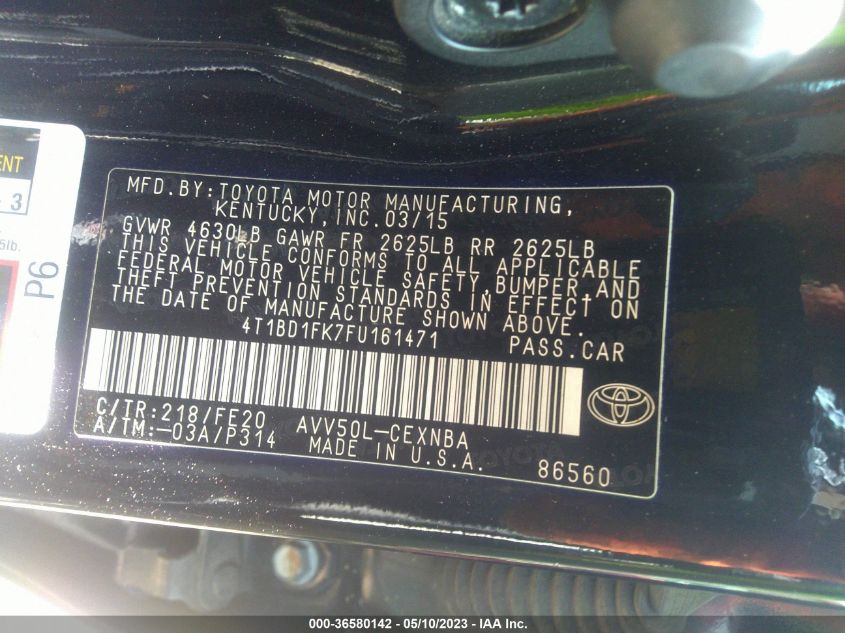 ENT
3
5lb.
P6
MFD.BY:TOYOTA MOTOR MANUFACTURING,
KENTUCKY,INC.03/15
GVWR 4630LB GAWR FR 2625LB RR 2625LB
THIS VEHICLE CONFORMS TO ALL APPLICABLE
FEDERAL MOTOR VEHICLE SAFETY,BUMPER,AND
THEFT PREVENTION STANDARDS IN EFFECT ON
THE DATE OF MANUFACTURE SHOWN ABOVE.
4T1BD1FK7FU161471 PASS.CAR
C/TR:218/FE20 AVV50L-CEXNBA
A/TM:-03A/P314 MADE IN U.S.A. 86560
000-36580142 - 05/10/2023 - IAA Inc.